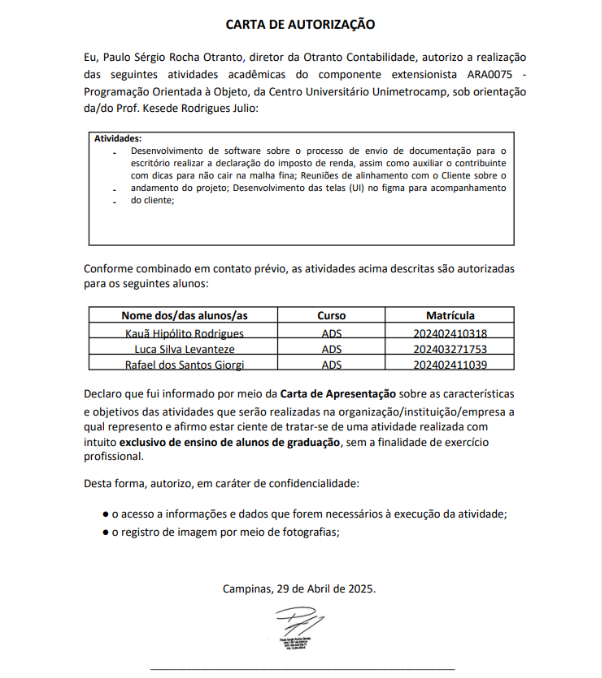 CARTA DE AUTORIZAÇÃO
Eu, Paulo Sérgio Rocha Otranto, diretor da Otranto Contabilidade, autorizo a realização
das seguintes atividades acadêmicas do componente extensionista ARA0075 -
Programação Orientada à Objeto, da Centro Universitário Unimetrocamp, sob orientação
da/do Prof. Kesede Rodrigues Julio:
Atividades:
- Desenvolvimento de software sobre o processo de envio de documentação para o
escritório realizar a declaração do imposto de renda, assim como auxiliar o contribuinte
com dicas para não cair na malha fina; Reuniões de alinhamento com o Cliente sobre o
- andamento do projeto; Desenvolvimento das telas (UI) no figma para acompanhamento
- do cliente;
Conforme combinado em contato prévio, as atividades acima descritas são autorizadas
para os seguintes alunos:
Nome dos/das alunos/as Curso Matrícula
Kauã Hipólito Rodrigues ADS 202402410318
Luca Silva Levanteze ADS 202403271753
Rafael dos Santos Giorgi ADS 202402411039
Declaro que fui informado por meio da Carta de Apresentação sobre as características
e objetivos das atividades que serão realizadas na organização/instituição/empresa a
qual represento e afirmo estar ciente de tratar-se de uma atividade realizada com
intuito exclusivo de ensino de alunos de graduação, sem a finalidade de exercício
profissional.
Desta forma, autorizo, em caráter de confidencialidade:
● o acesso a informações e dados que forem necessários à execução da atividade;
● o registro de imagem por meio de fotografias;
Campinas, 29 de Abril de 2025.